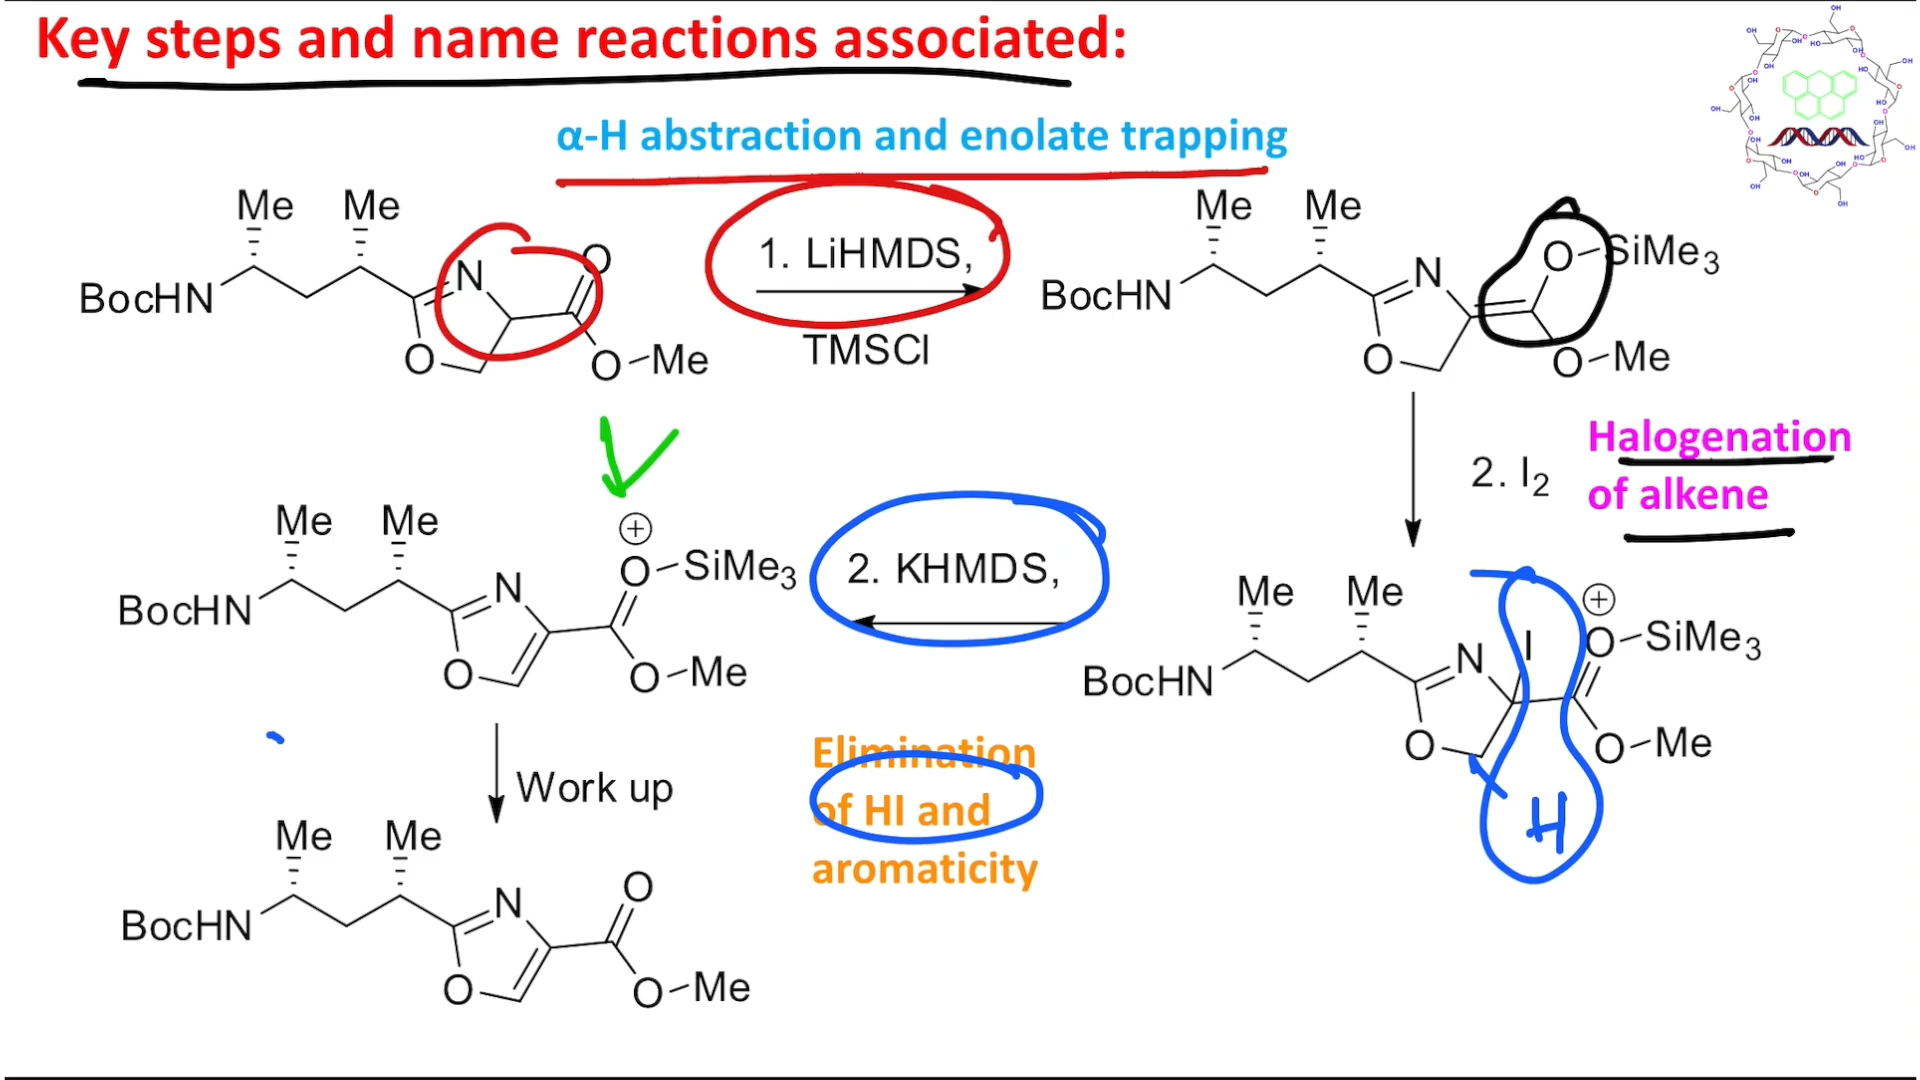 Key steps and name reactions associated:
α-H abstraction and enolate trapping
Me Me
BocHN
N
O
O
O-Me
1. LiHMDS,
TMSCl
Me Me
BocHN
N
O
O-SiMe3
O-Me
2. I2
Halogenation
of alkene
Me Me
BocHN
N
O
I
⊕
O-SiMe3
O-Me
H
2. KHMDS,
Elimination
of HI and
aromaticity
Me Me
BocHN
N
O
⊕
O-SiMe3
O-Me
Work up
Me Me
BocHN
N
O
O
O-Me